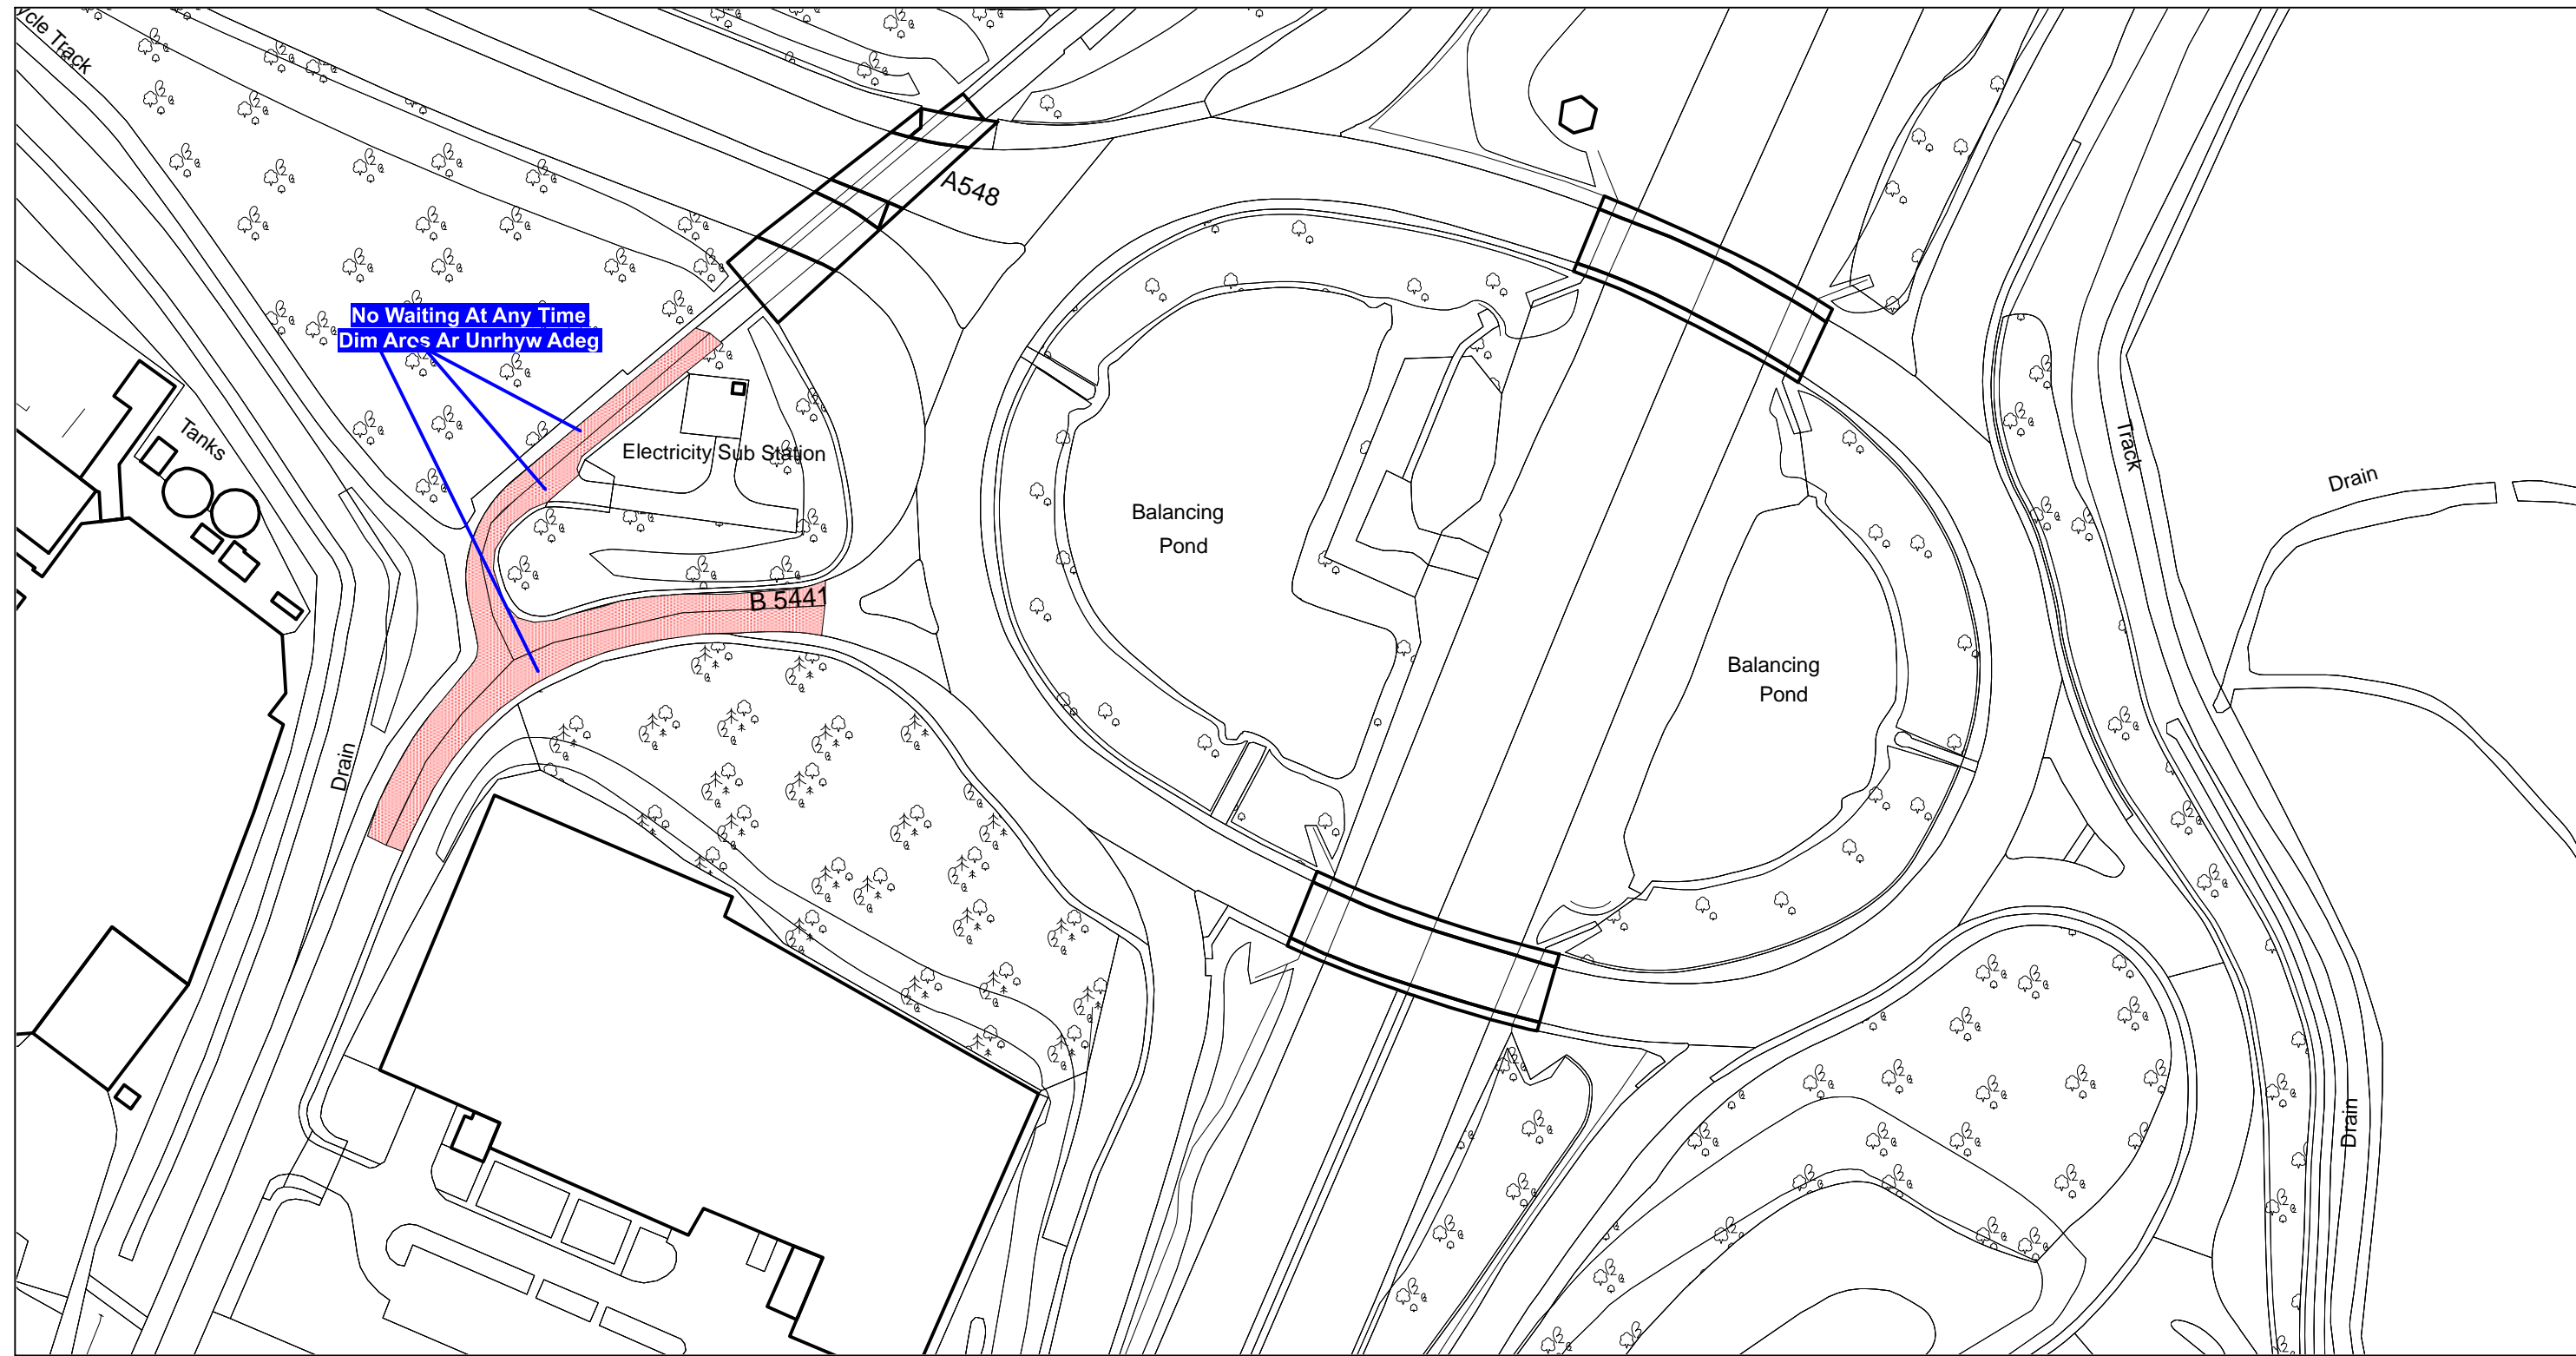 ycle Track
A548
No Waiting At Any Time
Dim Aros Ar Unrhyw Adeg
Tanks
Electricity Sub Station
Track
Drain
Balancing
Pond
B 5441
Balancing
Pond
Drain
Drain